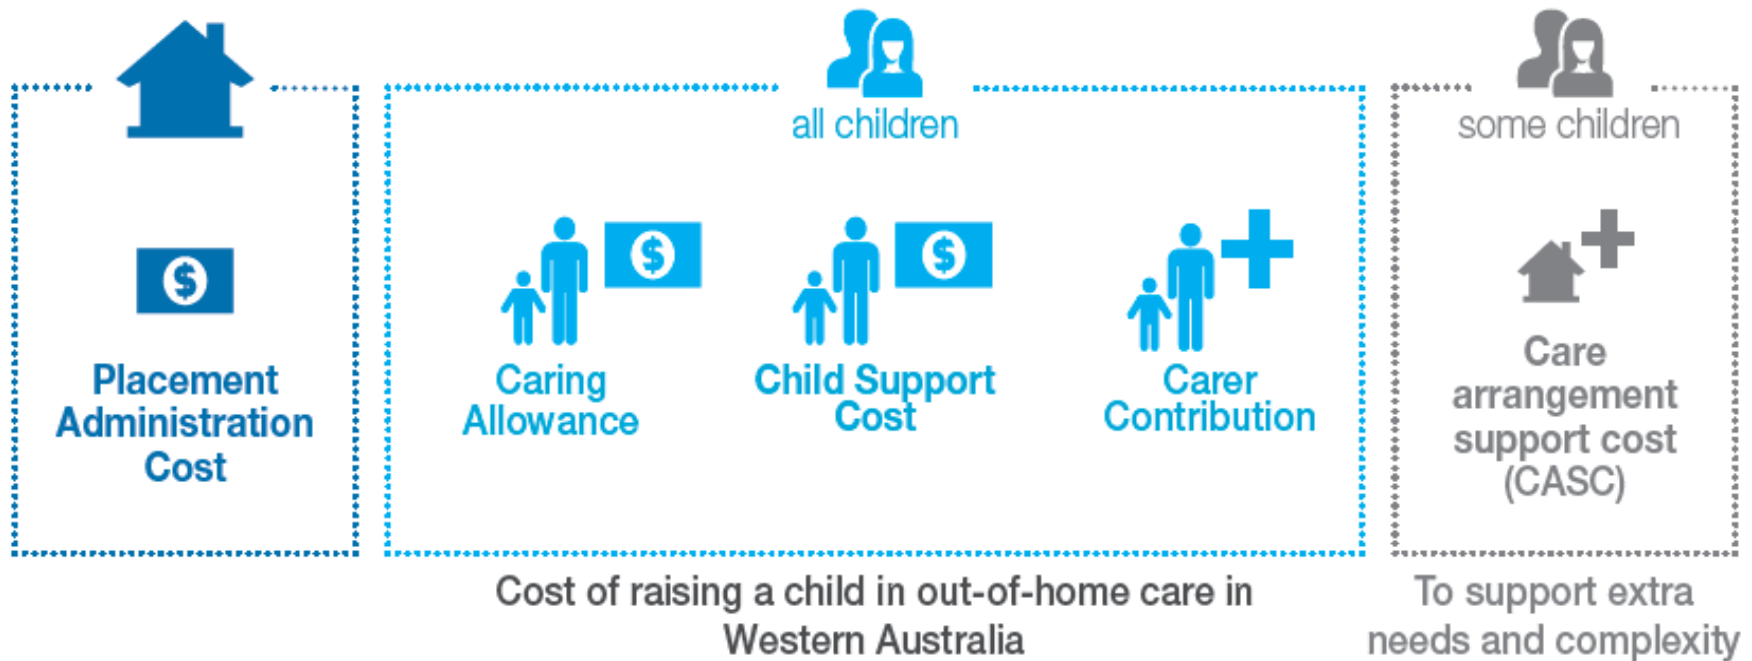 all children
some children
$
$
$
Placement
Administration
Cost
Caring
Allowance
Child Support
Cost
Carer
Contribution
Care
arrangement
support cost
(CASC)
Cost of raising a child in out-of-home care in
Western Australia
To support extra
needs and complexity